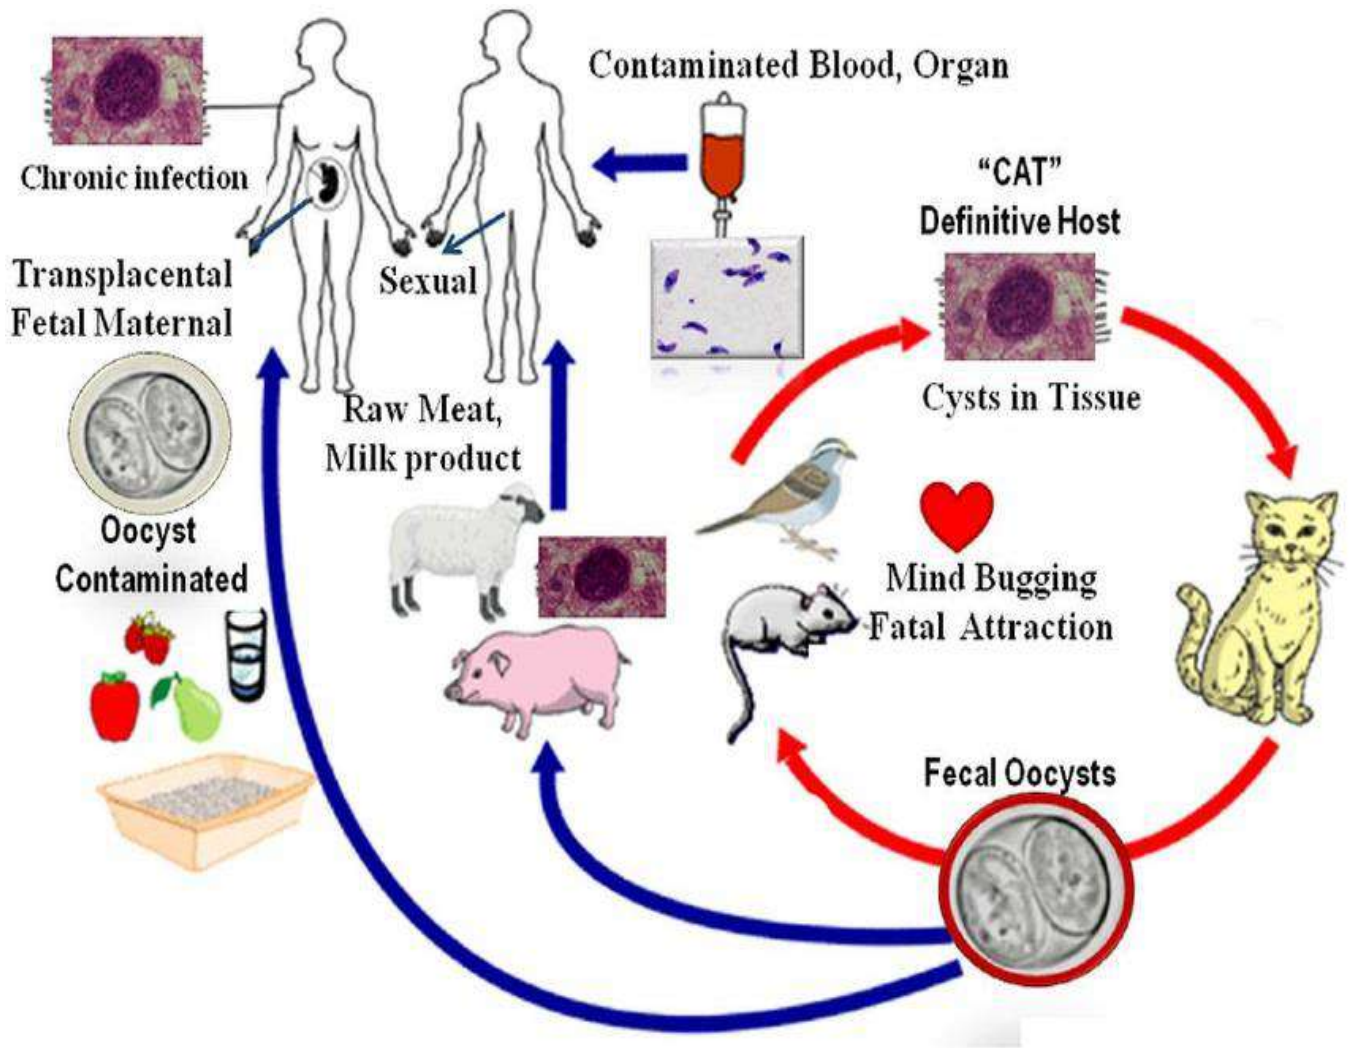 Contaminated Blood, Organ
Chronic infection
“CAT”
Definitive Host
Transplacental
Fetal Maternal
Sexual
Cysts in Tissue
Raw Meat,
Milk product
Oocyst
Contaminated
Mind Bugging
Fatal Attraction
Fecal Oocysts